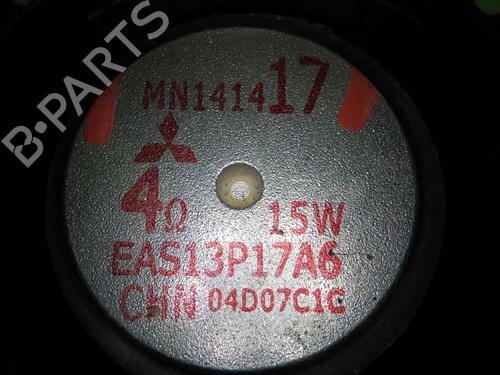 B-PARTS
MN141417
4Ω 15W
EAS13P17A6
CHN 04D07C1C